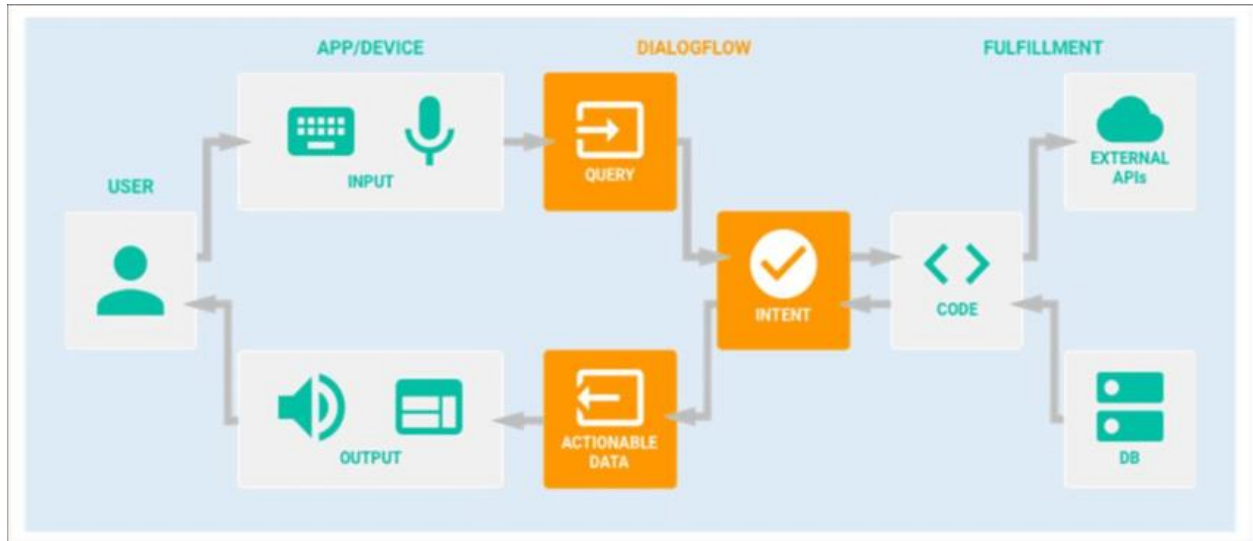 APP/DEVICE
DIALOGFLOW
FULFILLMENT
INPUT
QUERY
EXTERNAL
APIs
USER
INTENT
CODE
OUTPUT
ACTIONABLE
DATA
DB